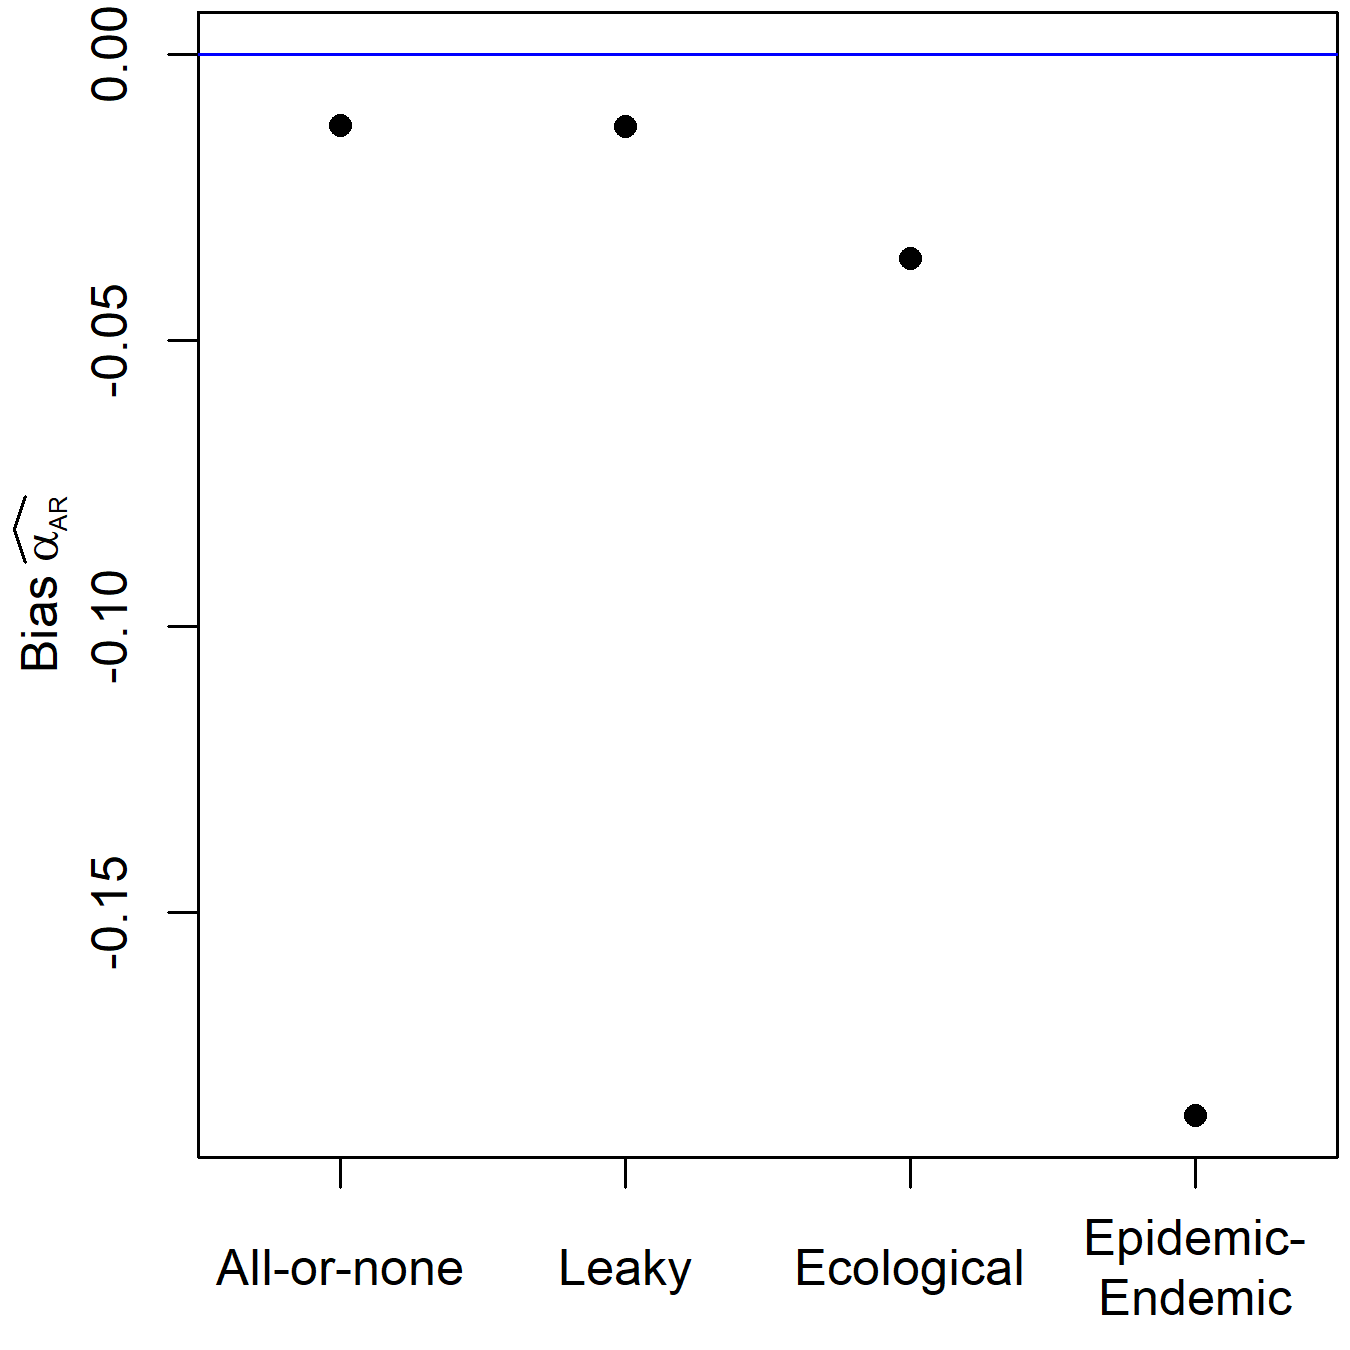 0.00
-0.05
-0.10
-0.15
Bias α̂AR
All-or-none
Leaky
Ecological
Epidemic-
Endemic